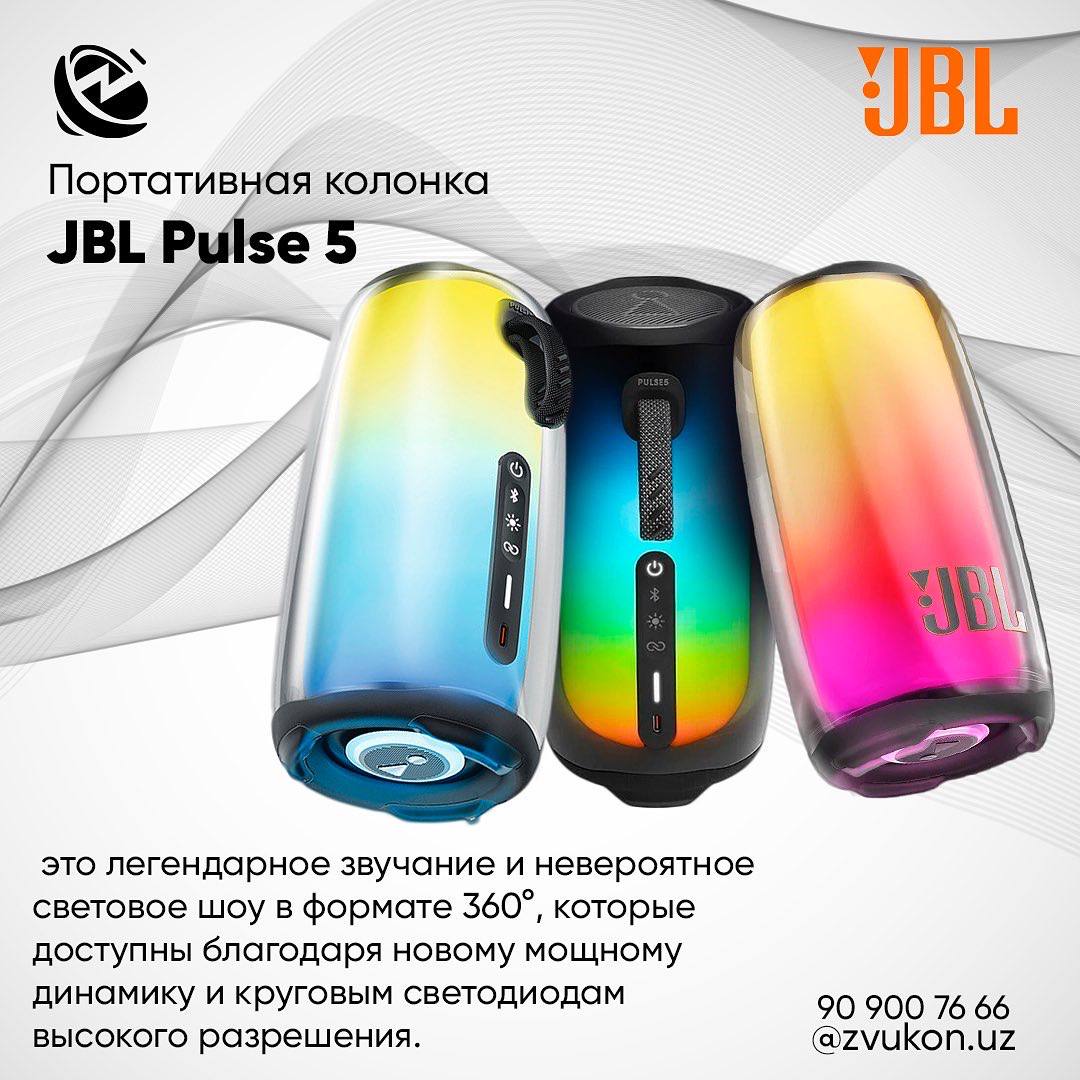 JBL
Портативная колонка
JBL Pulse 5
PULSE5
JBL
это легендарное звучание и невероятное
световое шоу в формате 360°, которые
доступны благодаря новому мощному
динамику и круговым светодиодам
высокого разрешения.
90 900 76 66
@zvukon.uz